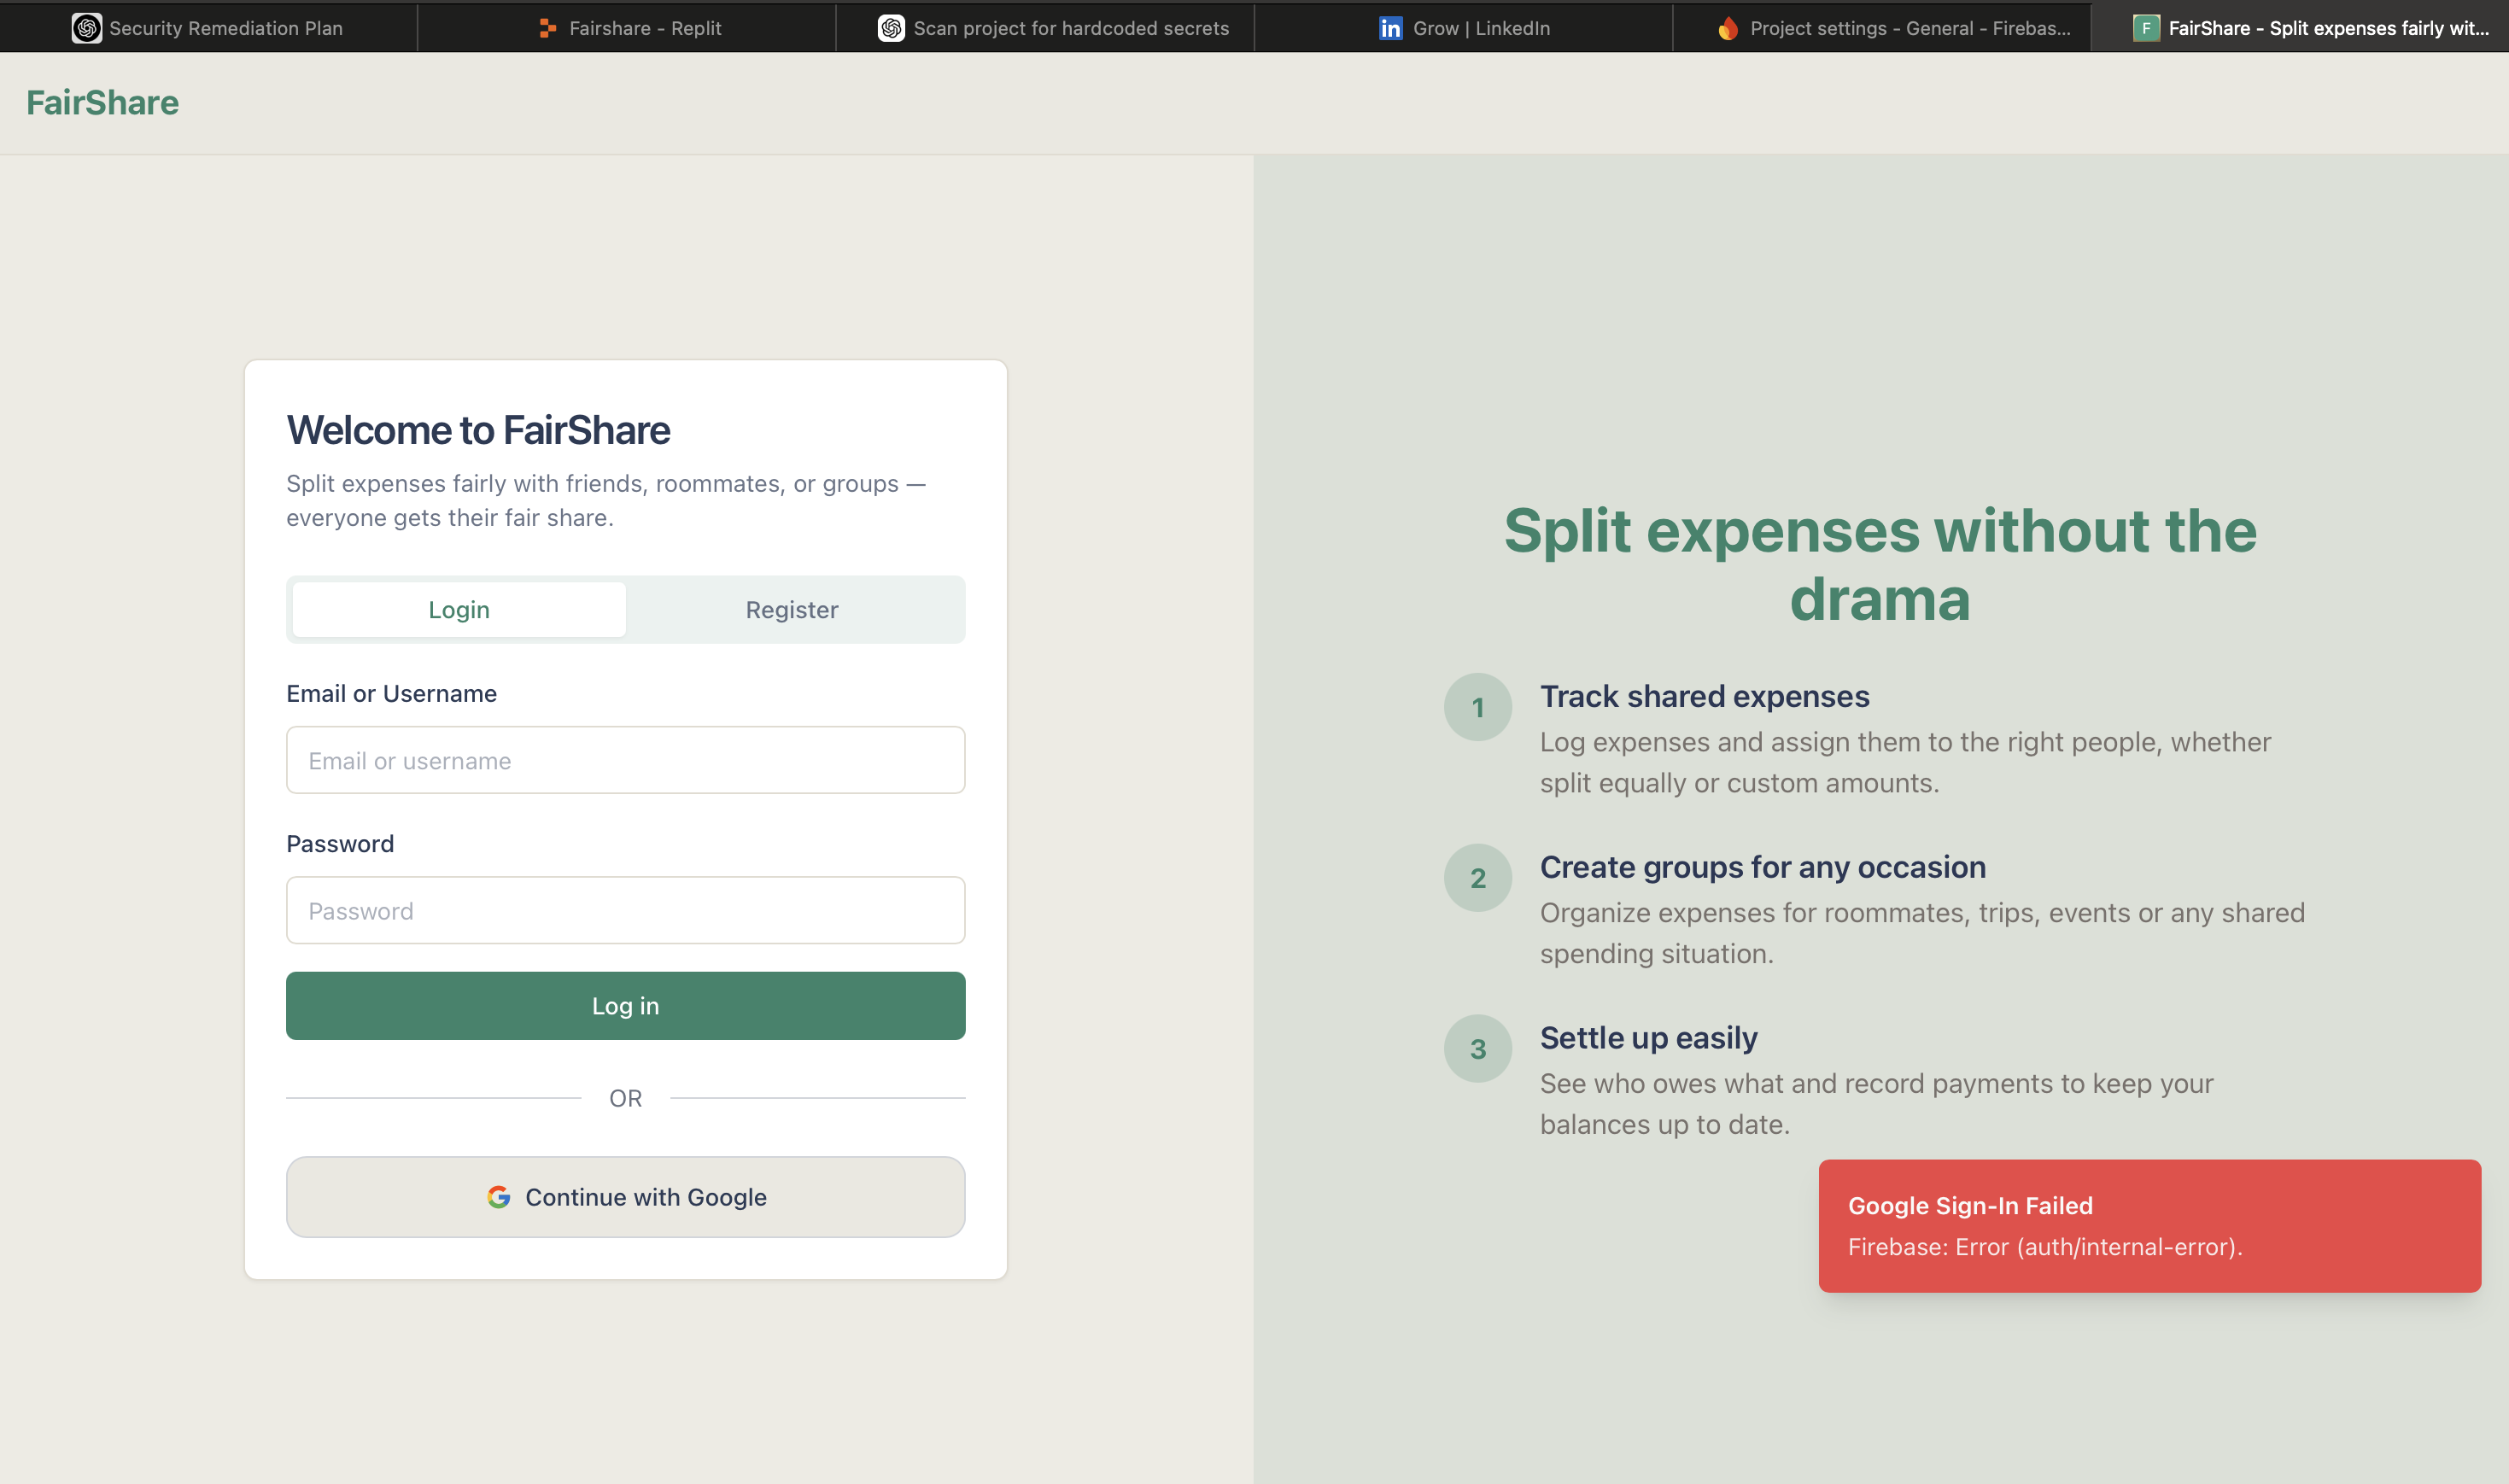 Security Remediation Plan
Fairshare - Replit
Scan project for hardcoded secrets
in Grow | LinkedIn
Project settings - General - Firebas...
F FairShare - Split expenses fairly wit...
FairShare
Welcome to FairShare
Split expenses fairly with friends, roommates, or groups —
everyone gets their fair share.
Login
Register
Email or Username
Email or username
Password
Password
Log in
OR
G Continue with Google
Split expenses without the
drama
1
Track shared expenses
Log expenses and assign them to the right people, whether
split equally or custom amounts.
2
Create groups for any occasion
Organize expenses for roommates, trips, events or any shared
spending situation.
3
Settle up easily
See who owes what and record payments to keep your
balances up to date.
Google Sign-In Failed
Firebase: Error (auth/internal-error).